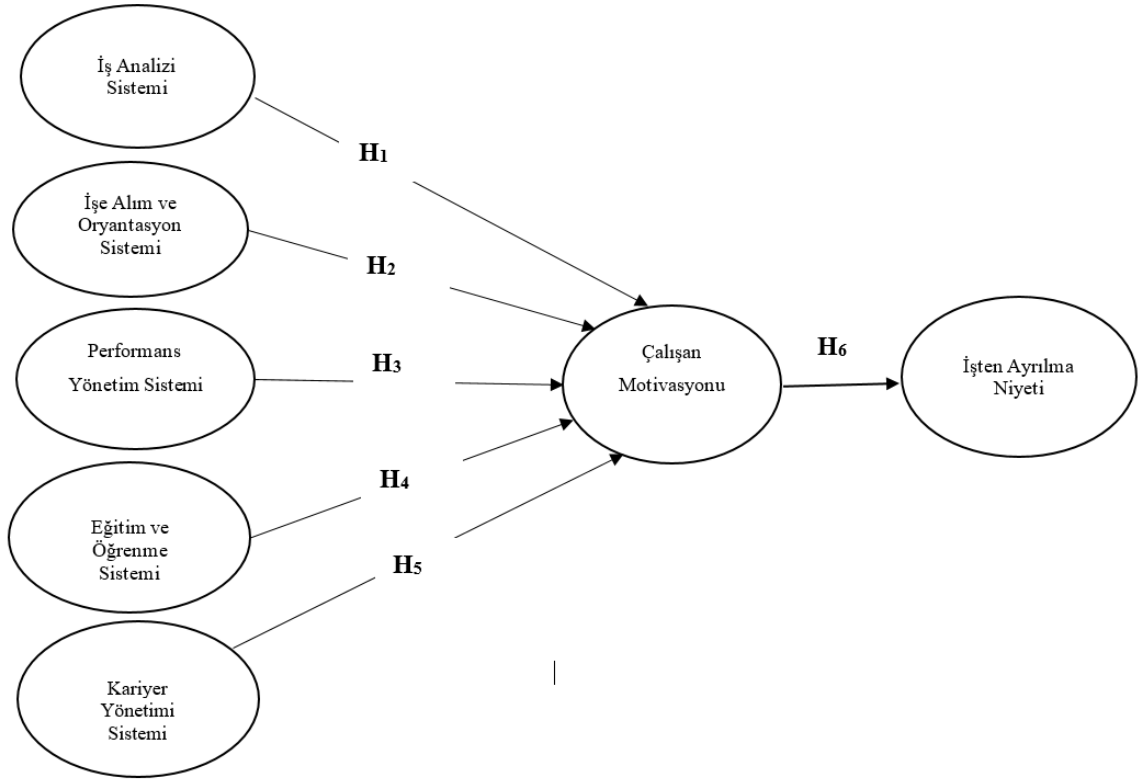 İş Analizi
Sistemi
H1
İşe Alım ve
Oryantasyon
Sistemi
H2
Performans
Yönetim Sistemi
H3
Çalışan
Motivasyonu
H6
İşten Ayrılma
Niyeti
Eğitim ve
Öğrenme
Sistemi
H4
Kariyer
Yönetimi
Sistemi
H5